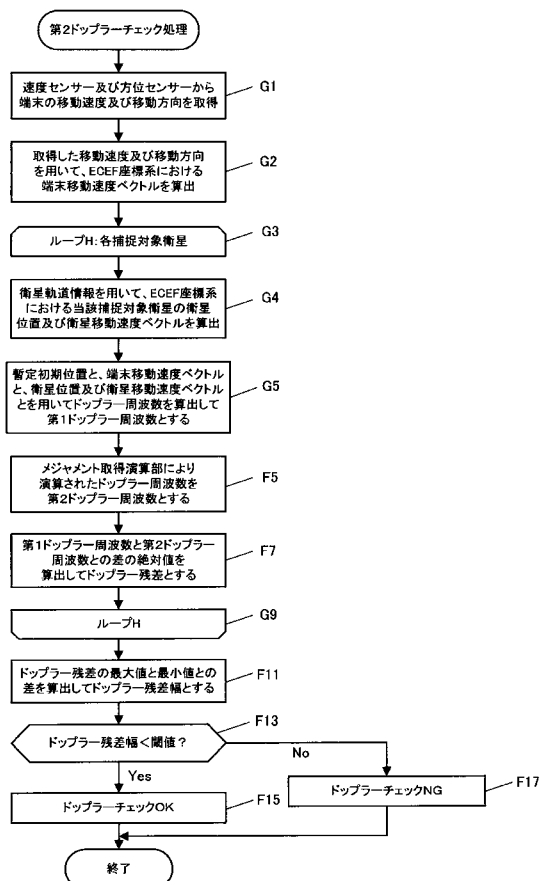 第2ドップラーチェック処理
速度センサー及び方位センサーから
端末の移動速度及び移動方向を取得
G1
取得した移動速度及び移動方向
を用いて、ECEF座標系における
端末移動速度ベクトルを算出
G2
ループH:各捕捉対象衛星
G3
衛星軌道情報を用いて、ECEF座標系
における当該捕捉対象衛星の衛星
位置及び衛星移動速度ベクトルを算出
G4
暫定初期位置と、端末移動速度ベクトル
と、衛星位置及び衛星移動速度ベクトル
とを用いてドップラー周波数を算出して
第1ドップラー周波数とする
G5
メジャメント取得演算部により
演算されたドップラー周波数を
第2ドップラー周波数とする
F5
第1ドップラー周波数と第2ドップラー
周波数との差の絶対値を
算出してドップラー残差とする
F7
ループH
G9
ドップラー残差の最大値と最小値との
差を算出してドップラー残差幅とする
F11
ドップラー残差幅<閾値?
F13
No
Yes
ドップラーチェックOK
F15
ドップラーチェックNG
F17
終了